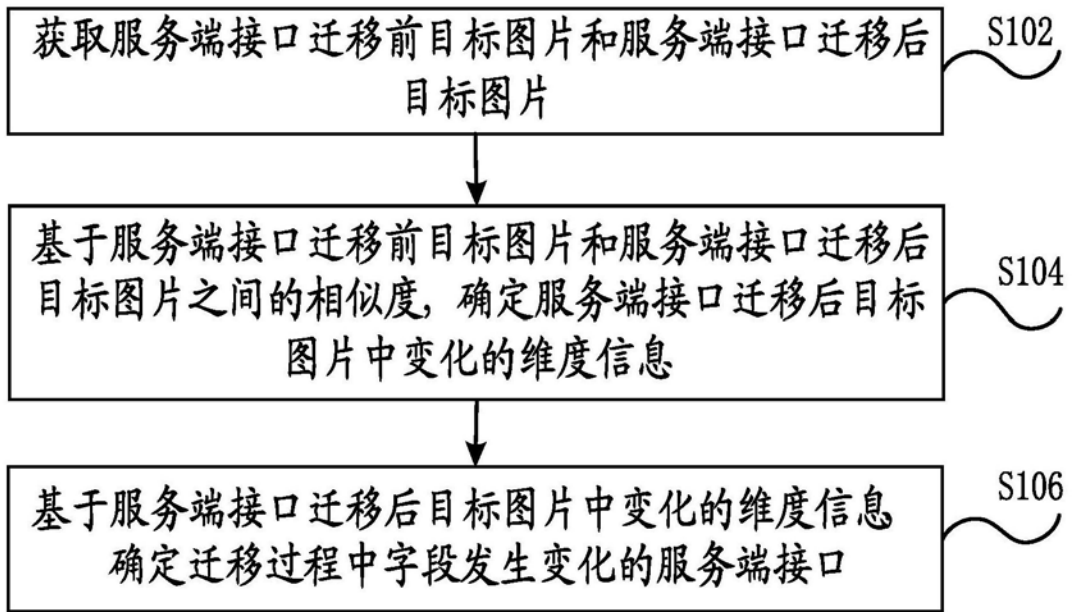 获取服务端接口迁移前目标图片和服务端接口迁移后
目标图片
S102
基于服务端接口迁移前目标图片和服务端接口迁移后
目标图片之间的相似度，确定服务端接口迁移后目标
图片中变化的维度信息
S104
基于服务端接口迁移后目标图片中变化的维度信息
确定迁移过程中字段发生变化的服务端接口
S106